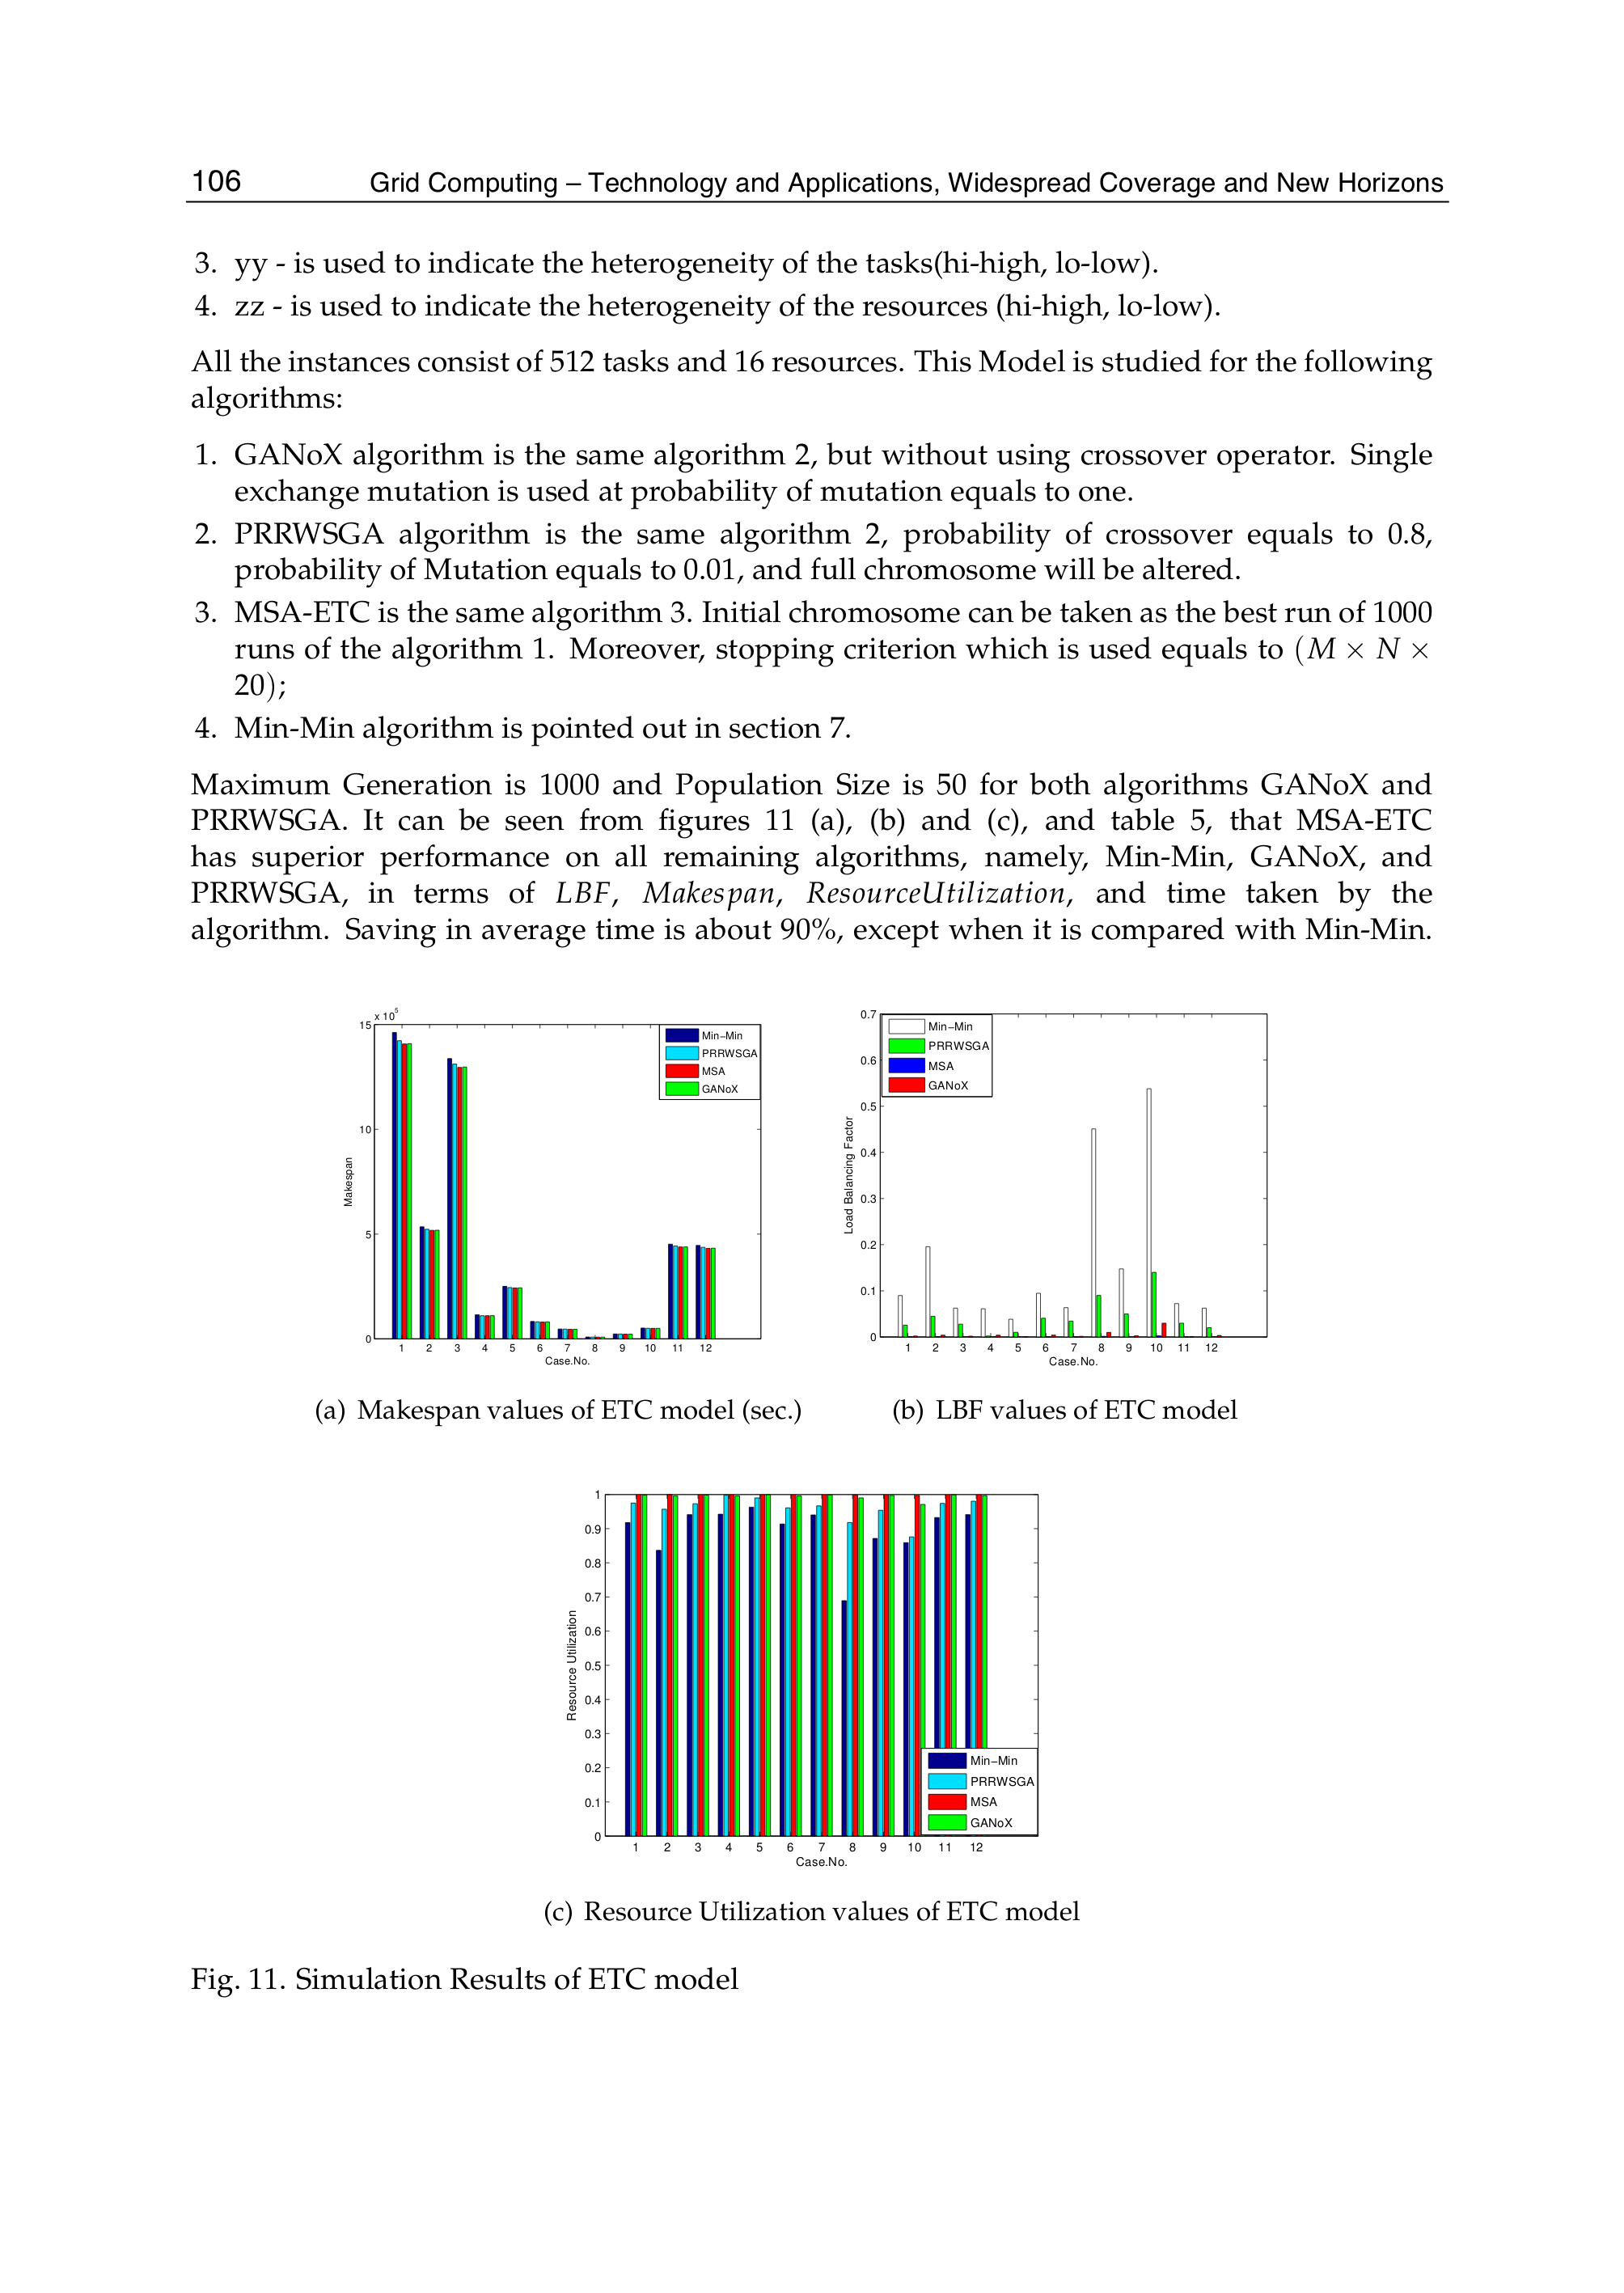 106 Grid Computing – Technology and Applications, Widespread Coverage and New Horizons
3. yy - is used to indicate the heterogeneity of the tasks(hi-high, lo-low).
4. zz - is used to indicate the heterogeneity of the resources (hi-high, lo-low).
All the instances consist of 512 tasks and 16 resources. This Model is studied for the following
algorithms:
1. GANoX algorithm is the same algorithm 2, but without using crossover operator. Single
exchange mutation is used at probability of mutation equals to one.
2. PRRWSGA algorithm is the same algorithm 2, probability of crossover equals to 0.8,
probability of Mutation equals to 0.01, and full chromosome will be altered.
3. MSA-ETC is the same algorithm 3. Initial chromosome can be taken as the best run of 1000
runs of the algorithm 1. Moreover, stopping criterion which is used equals to (M × N ×
20);
4. Min-Min algorithm is pointed out in section 7.
Maximum Generation is 1000 and Population Size is 50 for both algorithms GANoX and
PRRWSGA. It can be seen from figures 11 (a), (b) and (c), and table 5, that MSA-ETC
has superior performance on all remaining algorithms, namely, Min-Min, GANoX, and
PRRWSGA, in terms of LBF, Makespan, ResourceUtilization, and time taken by the
algorithm. Saving in average time is about 90%, except when it is compared with Min-Min.
x 10^5
15
10
5
0
Makespan
1 2 3 4 5 6 7 8 9 10 11 12
Case.No.
Min–Min
PRRWSGA
MSA
GANoX
(a) Makespan values of ETC model (sec.)
0.7
0.6
0.5
0.4
0.3
0.2
0.1
0
Load Balancing Factor
1 2 3 4 5 6 7 8 9 10 11 12
Case.No.
Min–Min
PRRWSGA
MSA
GANoX
(b) LBF values of ETC model
1
0.9
0.8
0.7
0.6
0.5
0.4
0.3
0.2
0.1
0
Resource Utilization
1 2 3 4 5 6 7 8 9 10 11 12
Case.No.
Min–Min
PRRWSGA
MSA
GANoX
(c) Resource Utilization values of ETC model
Fig. 11. Simulation Results of ETC model